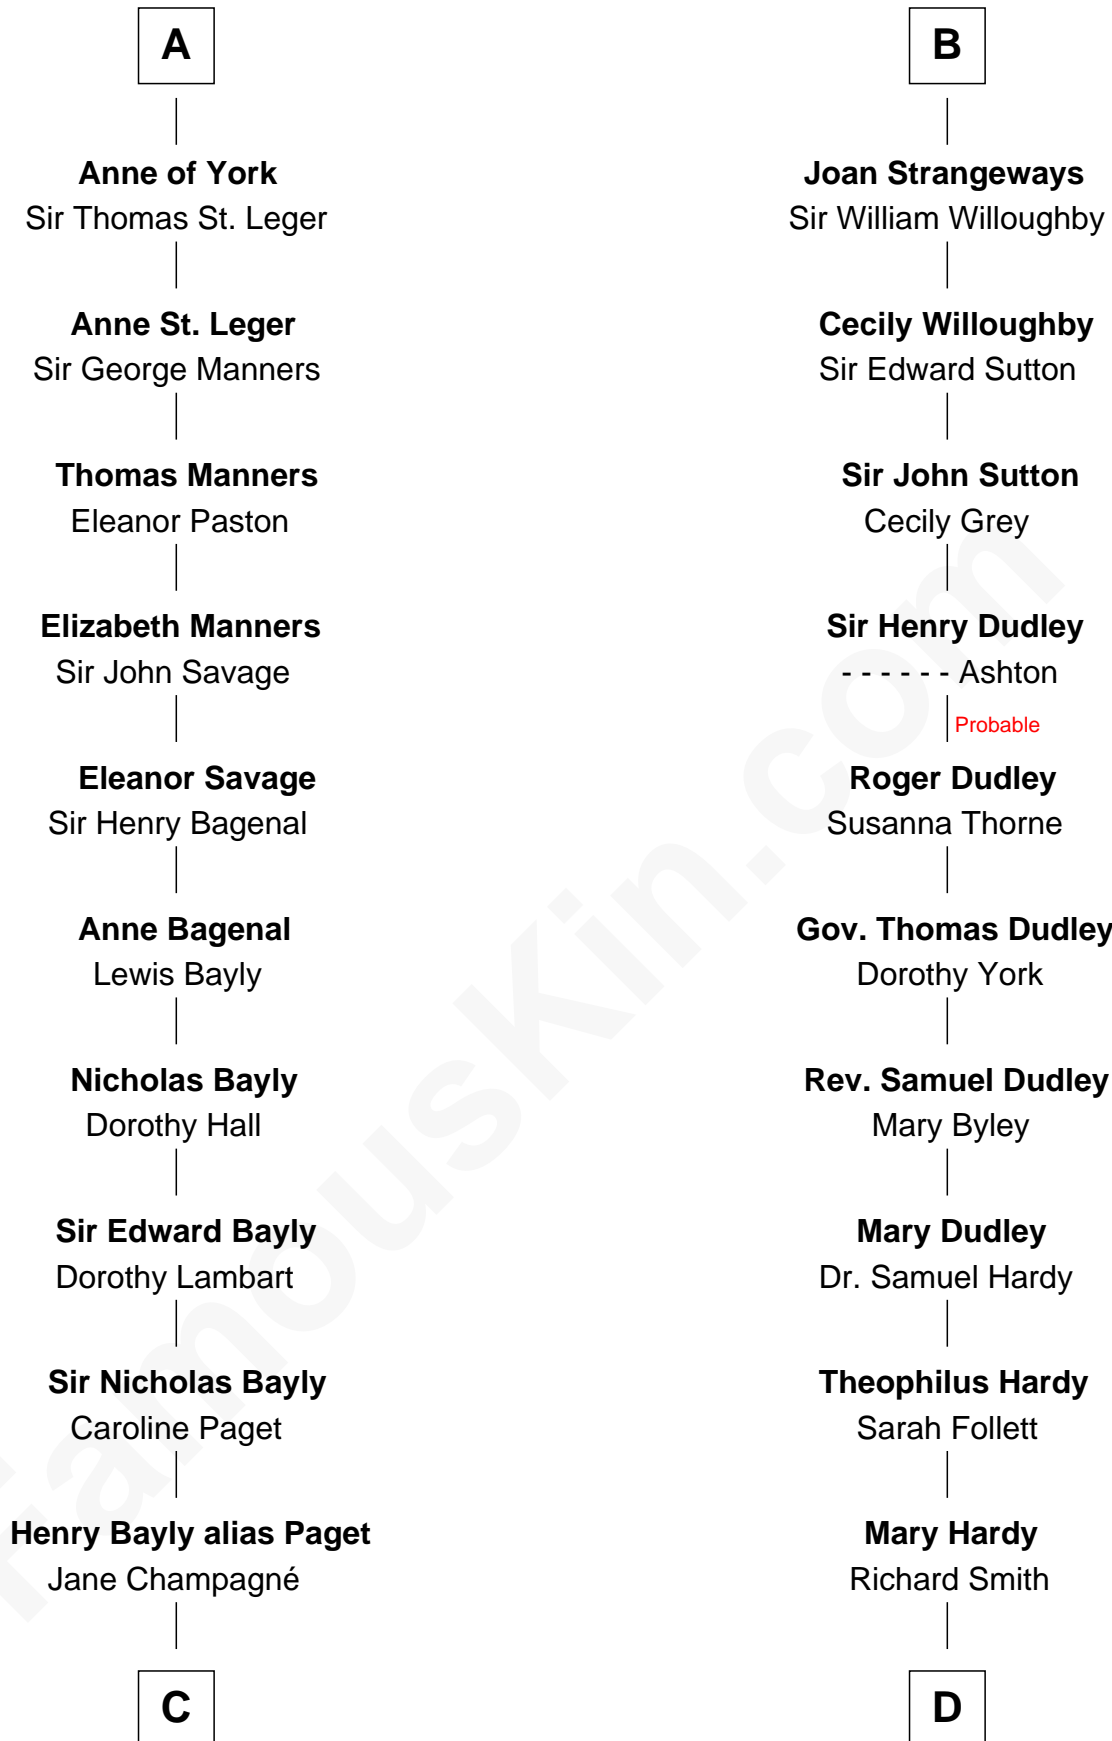 A
Anne of York
Sir Thomas St. Leger
Anne St. Leger
Sir George Manners
Thomas Manners
Eleanor Paston
Elizabeth Manners
Sir John Savage
Eleanor Savage
Sir Henry Bagenal
Anne Bagenal
Lewis Bayly
Nicholas Bayly
Dorothy Hall
Sir Edward Bayly
Dorothy Lambart
Sir Nicholas Bayly
Caroline Paget
Henry Bayly alias Paget
Jane Champagné
C
B
Joan Strangeways
Sir William Willoughby
Cecily Willoughby
Sir Edward Sutton
Sir John Sutton
Cecily Grey
Sir Henry Dudley
- - - - - - Ashton
Probable
Roger Dudley
Susanna Thorne
Gov. Thomas Dudley
Dorothy York
Rev. Samuel Dudley
Mary Byley
Mary Dudley
Dr. Samuel Hardy
Theophilus Hardy
Sarah Follett
Mary Hardy
Richard Smith
D
famouskin.com